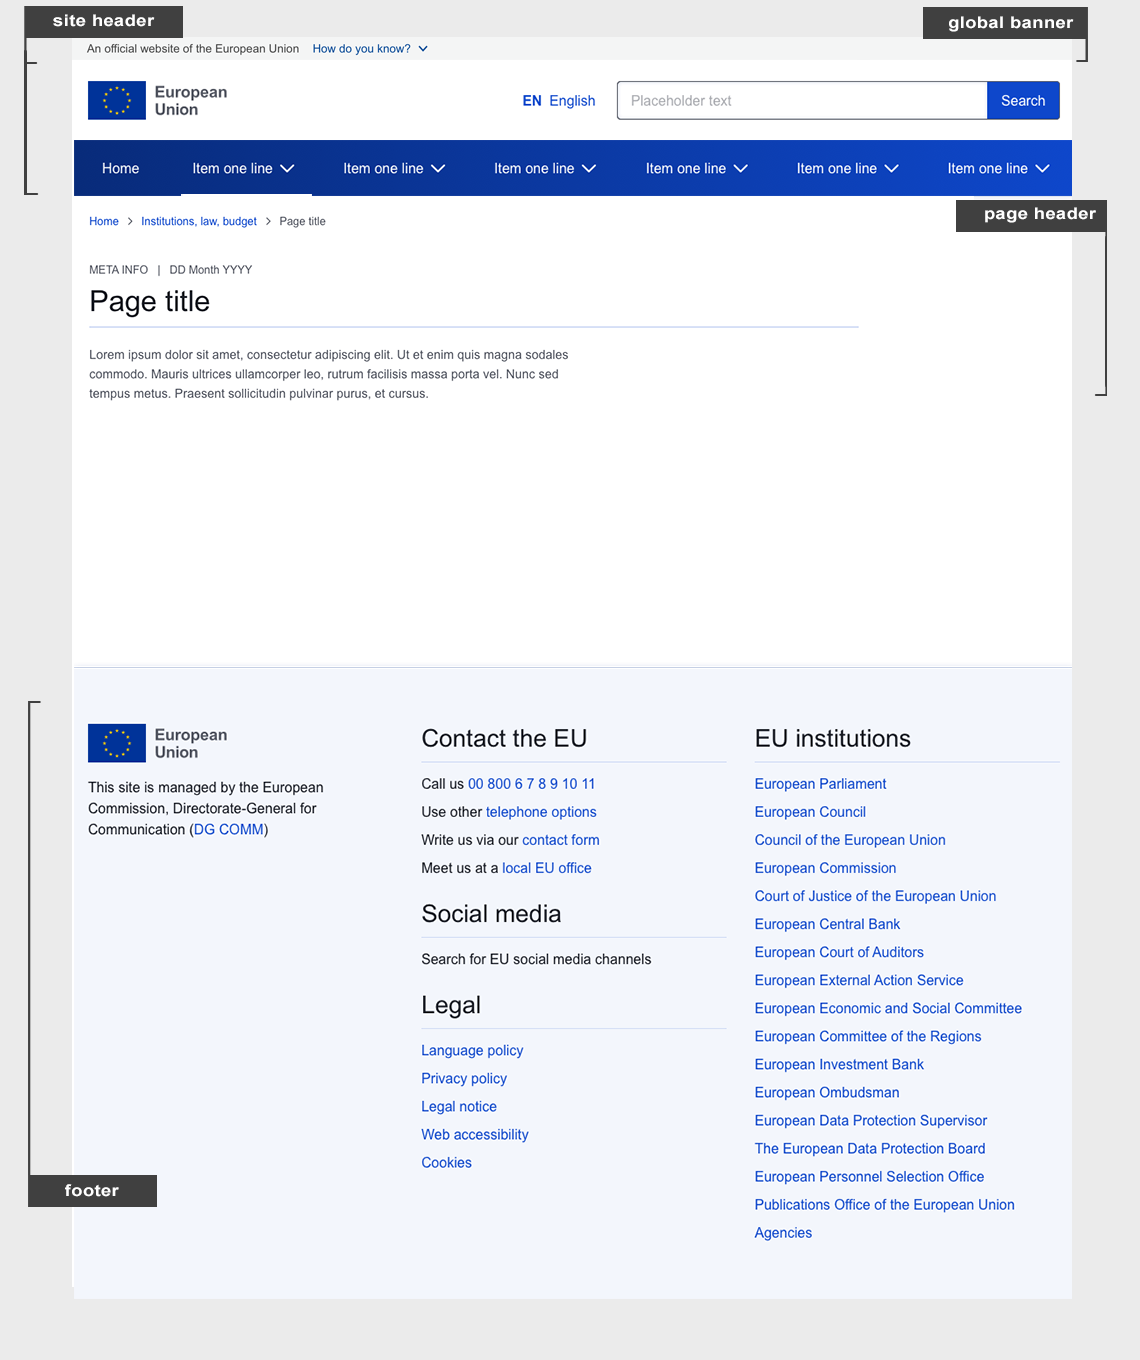 site header
global banner
An official website of the European Union How do you know?
European
Union
EN English
Placeholder text
Search
Home Item one line Item one line Item one line Item one line Item one line Item one line
page header
Home > Institutions, law, budget > Page title
META INFO | DD Month YYYY
Page title
Lorem ipsum dolor sit amet, consectetur adipiscing elit. Ut et enim quis magna sodales
commodo. Mauris ultrices ullamcorper leo, rutrum facilisis massa porta vel. Nunc sed
tempus metus. Praesent sollicitudin pulvinar purus, et cursus.
European
Union
This site is managed by the European
Commission, Directorate-General for
Communication (DG COMM)
Contact the EU
Call us 00 800 6 7 8 9 10 11
Use other telephone options
Write us via our contact form
Meet us at a local EU office
Social media
Search for EU social media channels
Legal
Language policy
Privacy policy
Legal notice
Web accessibility
Cookies
EU institutions
European Parliament
European Council
Council of the European Union
European Commission
Court of Justice of the European Union
European Central Bank
European Court of Auditors
European External Action Service
European Economic and Social Committee
European Committee of the Regions
European Investment Bank
European Ombudsman
European Data Protection Supervisor
The European Data Protection Board
European Personnel Selection Office
Publications Office of the European Union
Agencies
footer